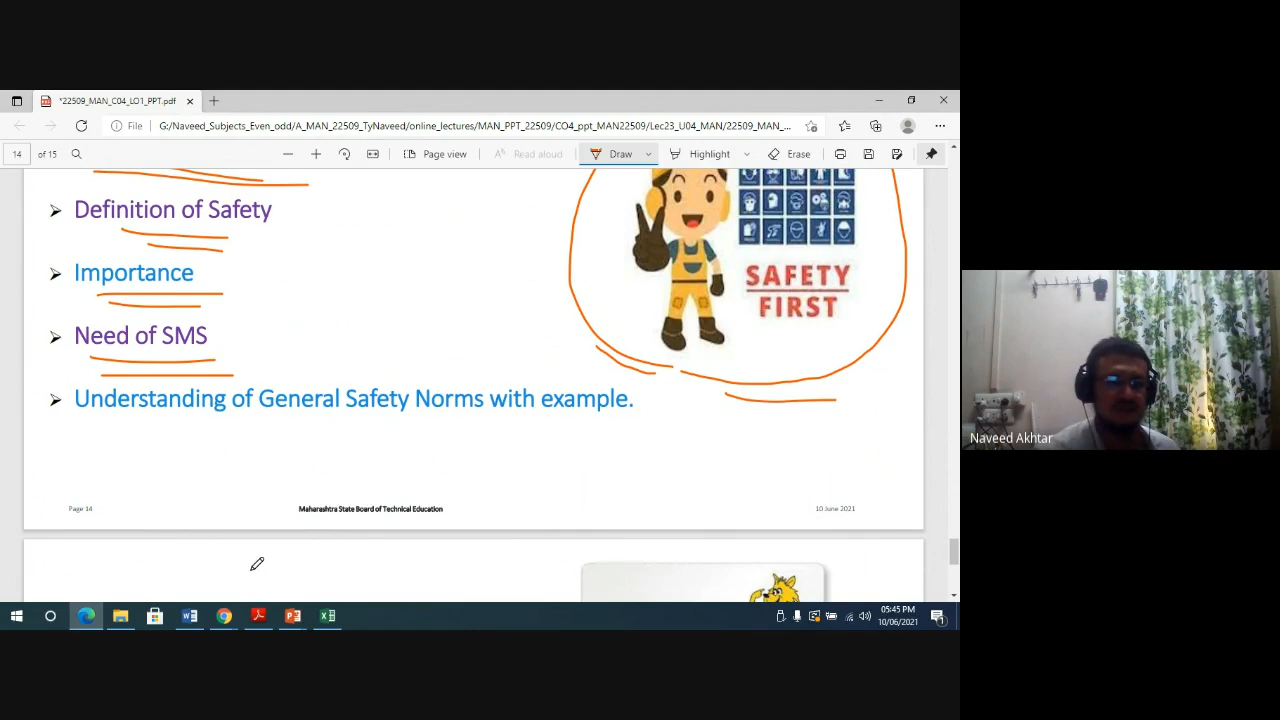 *22509_MAN_C04_LO1_PPT.pdf
File
G:/Naveed_Subjects_Even_odd/A_MAN_22509_TyNaveed/online_lectures/MAN_PPT_22509/CO4_ppt_MAN22509/Lec23_U04_MAN/22509_MAN_...
14 of 15
Page view
Read aloud
Draw
Highlight
Erase
Definition of Safety
Importance
Need of SMS
Understanding of General Safety Norms with example.
SAFETY
FIRST
Page 14
Maharashtra State Board of Technical Education
10 June 2021
Naveed Akhtar
05:45 PM
10/06/2021
1